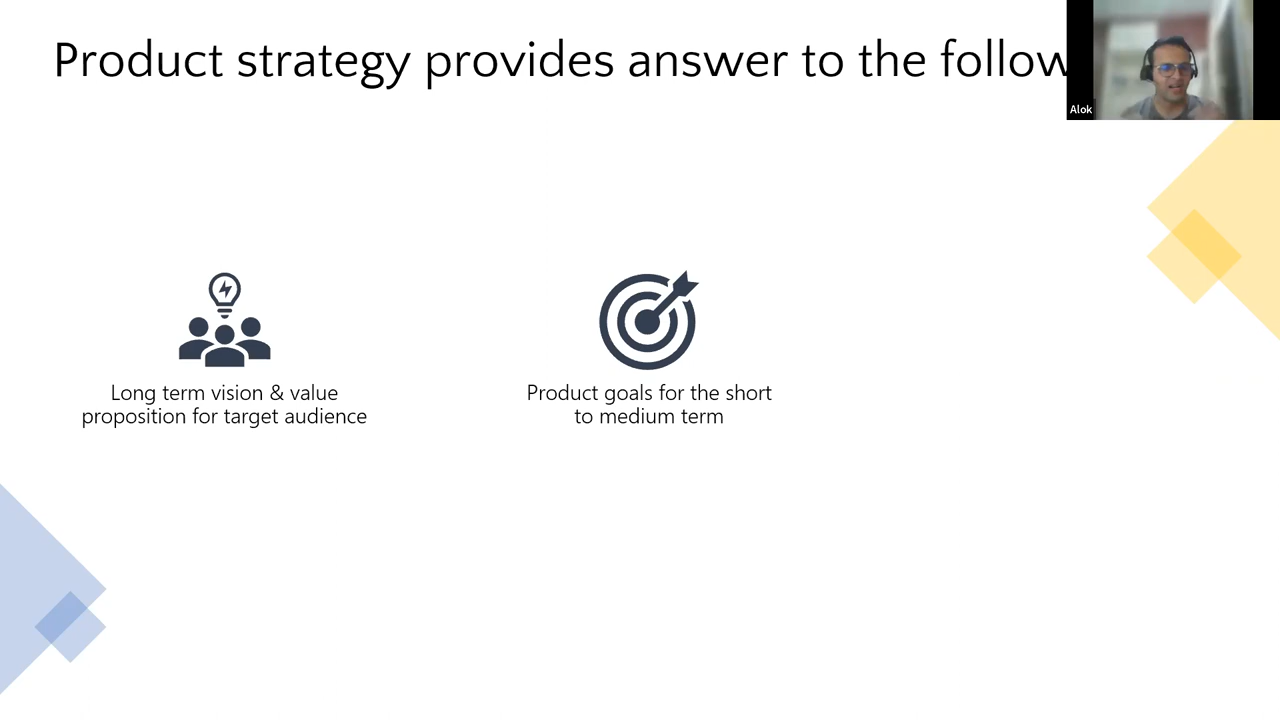 Product strategy provides answer to the follow
Alok
Long term vision & value
proposition for target audience
Product goals for the short
to medium term